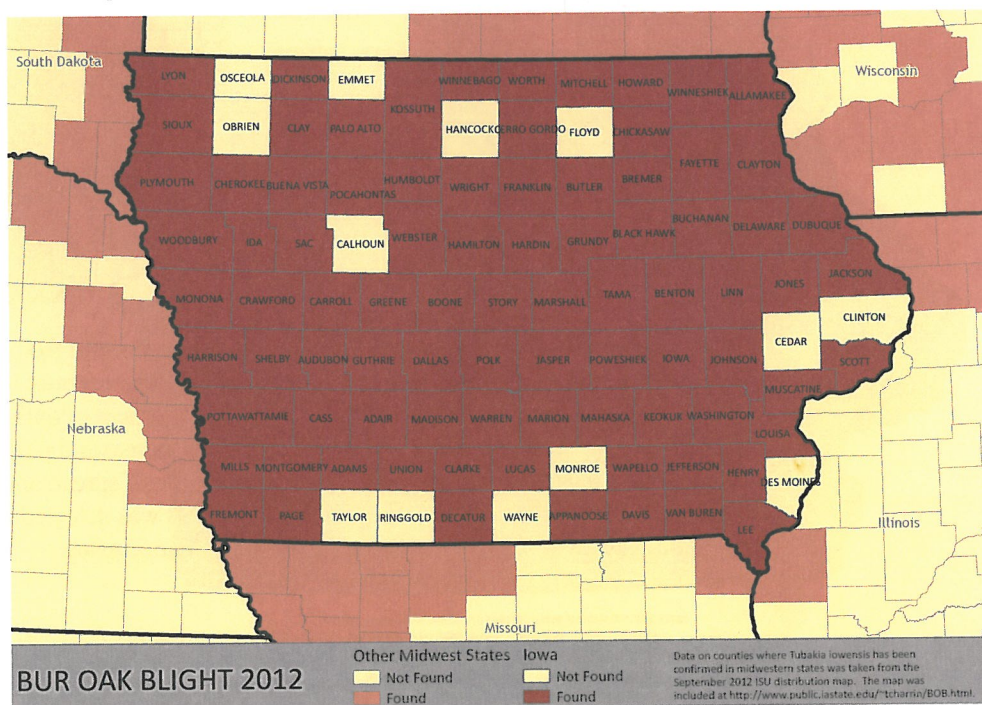 South Dakota
Wisconsin
LYON OSCEOLA DICKINSON EMMET WINNEBAGO WORTH MITCHELL HOWARD
KOSSUTH WINNESHIEK ALLAMAKEE
SIOUX OBRIEN CLAY PALO ALTO HANCOCK CERRO GORDO FLOYD CHICKASAW
FAYETTE CLAYTON
PLYMOUTH CHEROKEE BUENA VISTA POCAHONTAS HUMBOLDT WRIGHT FRANKLIN BUTLER BREMER
WOODBURY IDA SAC CALHOUN WEBSTER HAMILTON HARDIN GRUNDY BLACK HAWK BUCHANAN DELAWARE DUBUQUE
MONONA CRAWFORD CARROLL GREENE BOONE STORY MARSHALL TAMA BENTON LINN JONES JACKSON
CLINTON
CEDAR
HARRISON SHELBY AUDUBON GUTHRIE DALLAS POLK JASPER POWESHIEK IOWA JOHNSON SCOTT
MUSCATINE
POTTAWATTAMIE CASS ADAIR MADISON WARREN MARION MAHASKA KEOKUK WASHINGTON
Nebraska
LOUISA
MILLS MONTGOMERY ADAMS UNION CLARKE LUCAS MONROE WAPELLO JEFFERSON HENRY DES MOINES
FREMONT PAGE TAYLOR RINGGOLD DECATUR WAYNE APPANOOSE DAVIS VAN BUREN LEE
Illinois
Missouri
BUR OAK BLIGHT 2012
Other Midwest States
Not Found
Found
Iowa
Not Found
Found
Data on counties where Tubakia iowensis has been
confirmed in midwestern states was taken from the
September 2012 ISU distribution map. The map was
included at http://www.public.iastate.edu/~tcharrin/BOB.html.